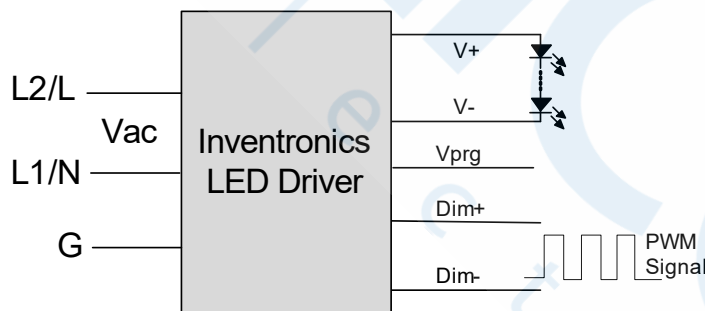 V+
L2/L
Vac
V-
Inventronics
LED Driver
Vprg
L1/N
Dim+
G
PWM
Signal
Dim-